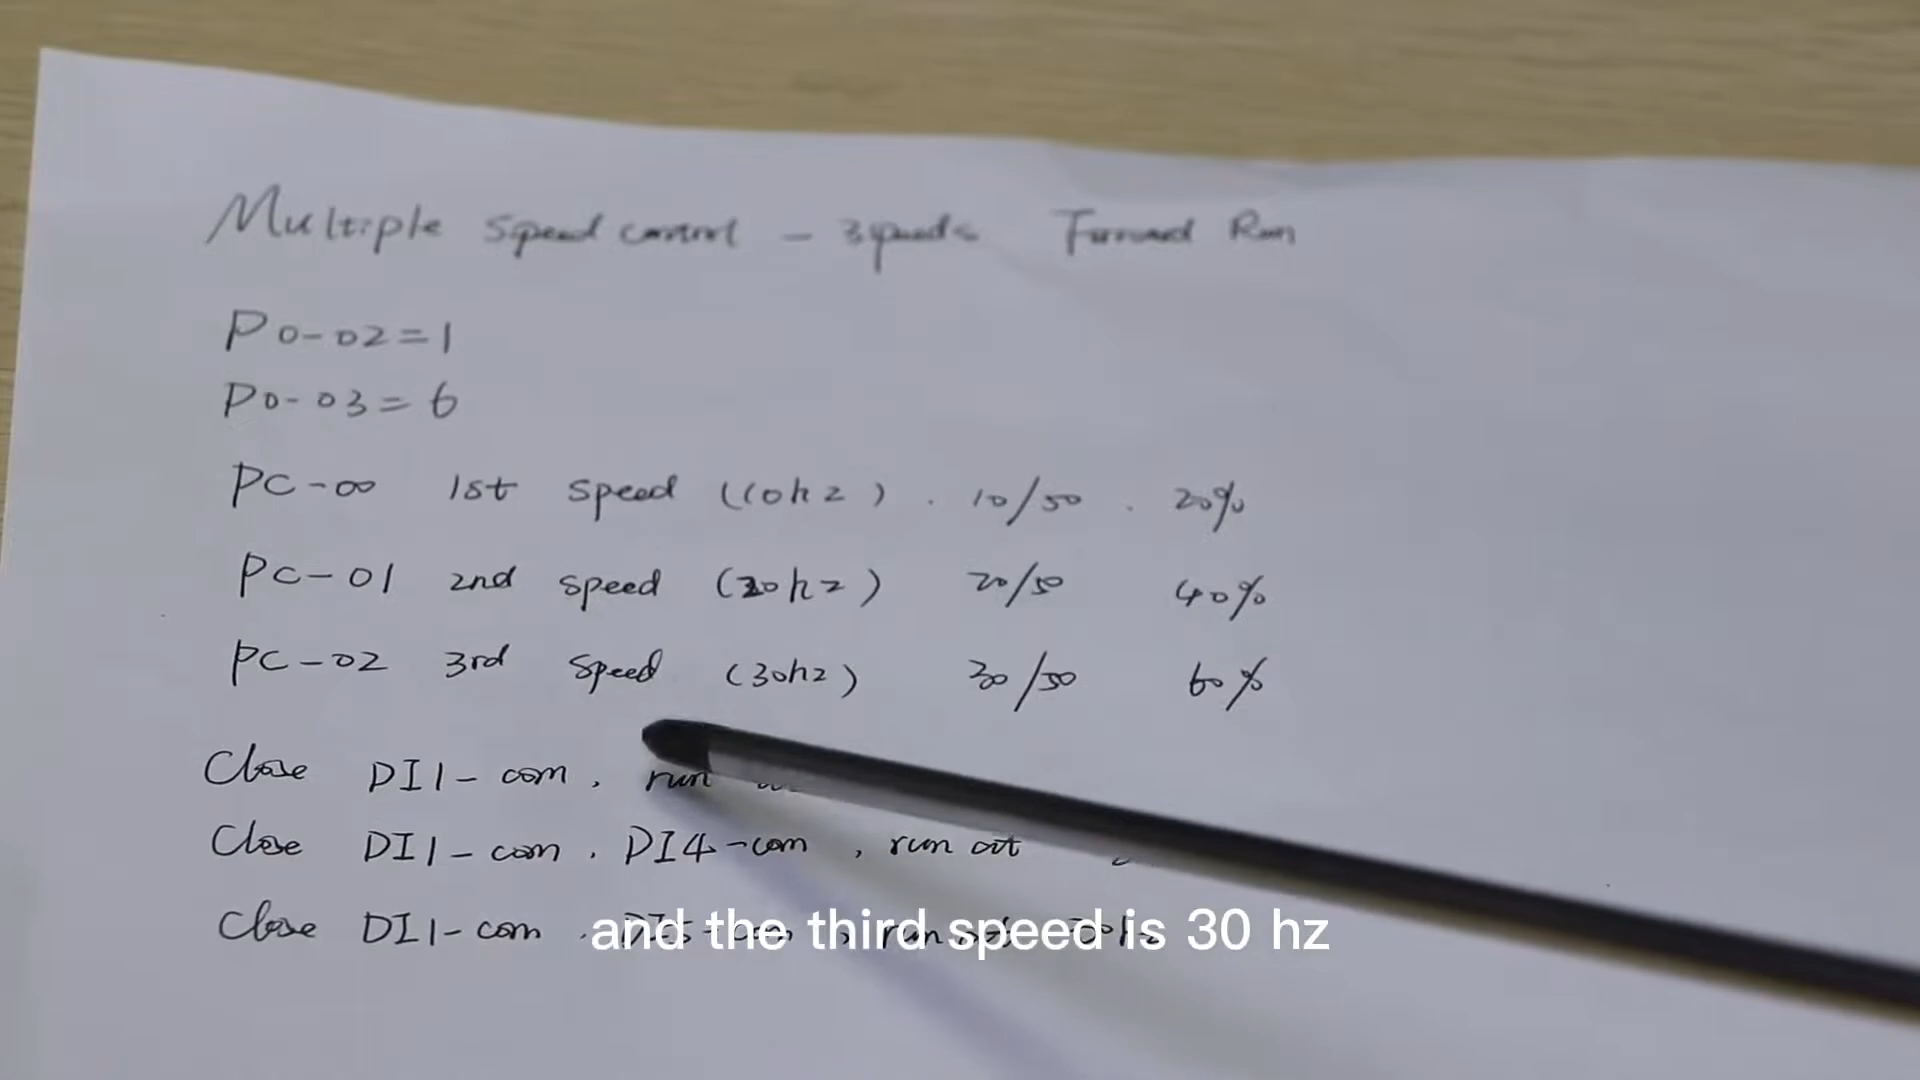 Multiple speed control - 3 speeds Forward Run
P0-02=1
P0-03=6
PC-00 1st speed (10hz). 10/50. 20%
PC-01 2nd speed (20hz) 20/50 40%
PC-02 3rd speed (30hz) 30/50 60%
Close DI1-com, run
Close DI1-com. DI4-com, run at
Close DI1-com.
and the third speed is 30 hz